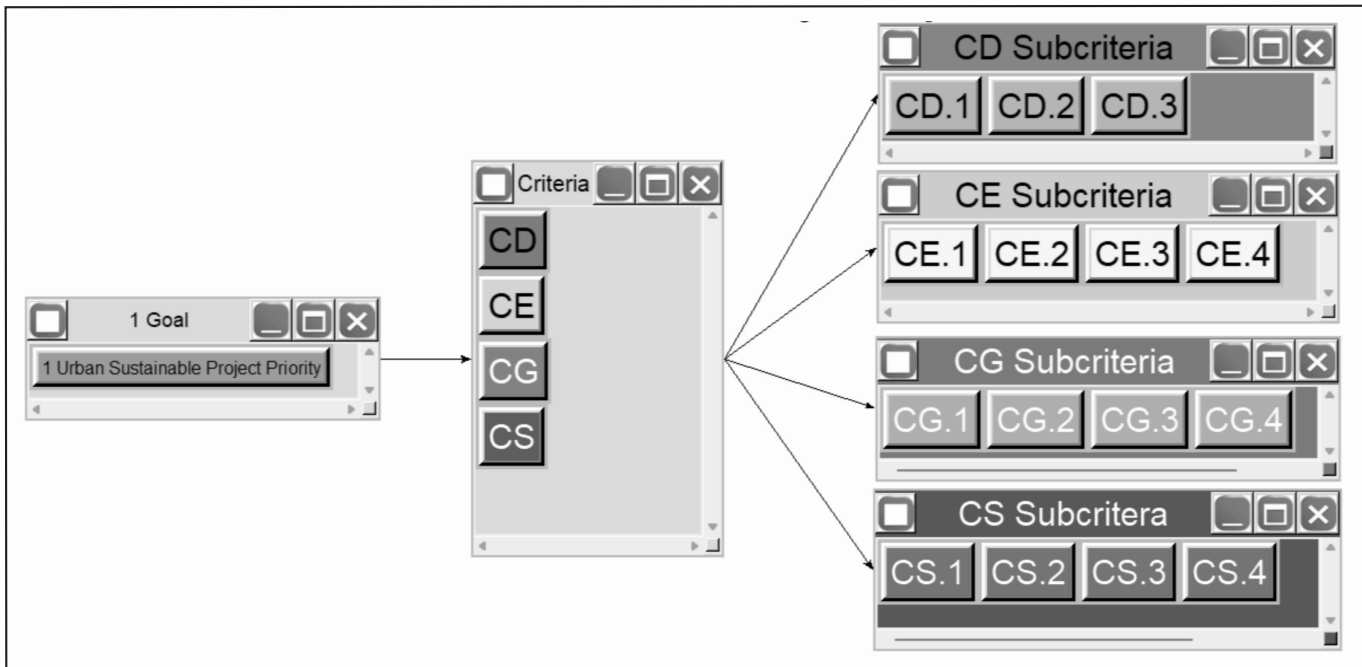 1 Goal
1 Urban Sustainable Project Priority
Criteria
CD
CE
CG
CS
CD Subcriteria
CD.1 CD.2 CD.3
CE Subcriteria
CE.1 CE.2 CE.3 CE.4
CG Subcriteria
CG.1 CG.2 CG.3 CG.4
CS Subcritera
CS.1 CS.2 CS.3 CS.4